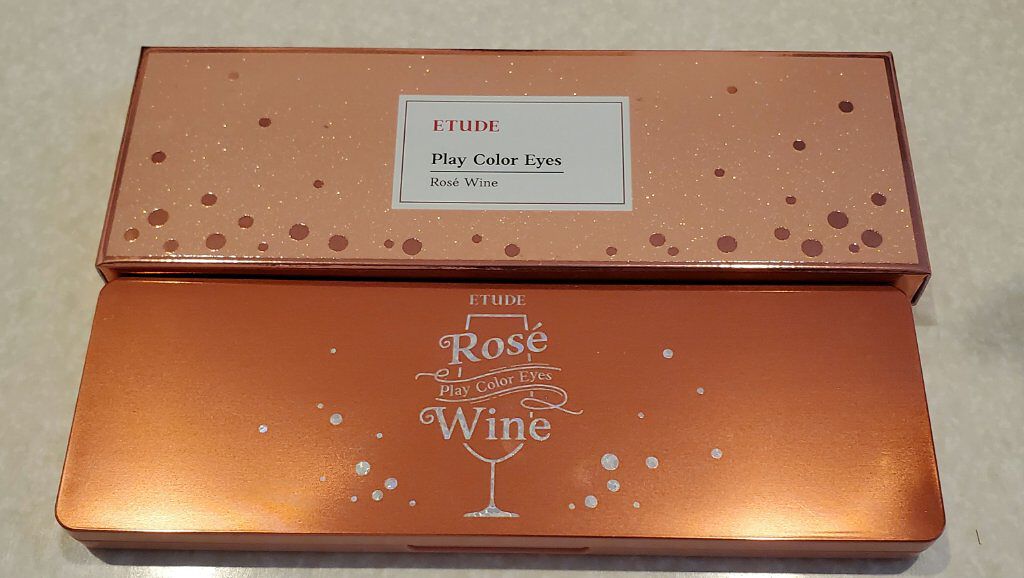 ETUDE
Play Color Eyes
Rosé Wine
ETUDE
Rosé
Play Color Eyes
Wine